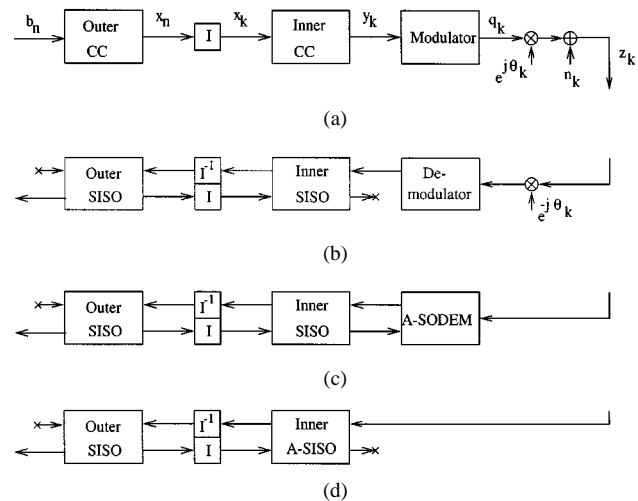 b_n Outer CC x_n I x_k Inner CC y_k Modulator q_k e^{jθ_k} n_k z_k
(a)
Outer SISO I^{-1} I Inner SISO De-modulator e^{-jθ_k}
(b)
Outer SISO I^{-1} I Inner SISO A-SODEM
(c)
Outer SISO I^{-1} I Inner A-SISO
(d)